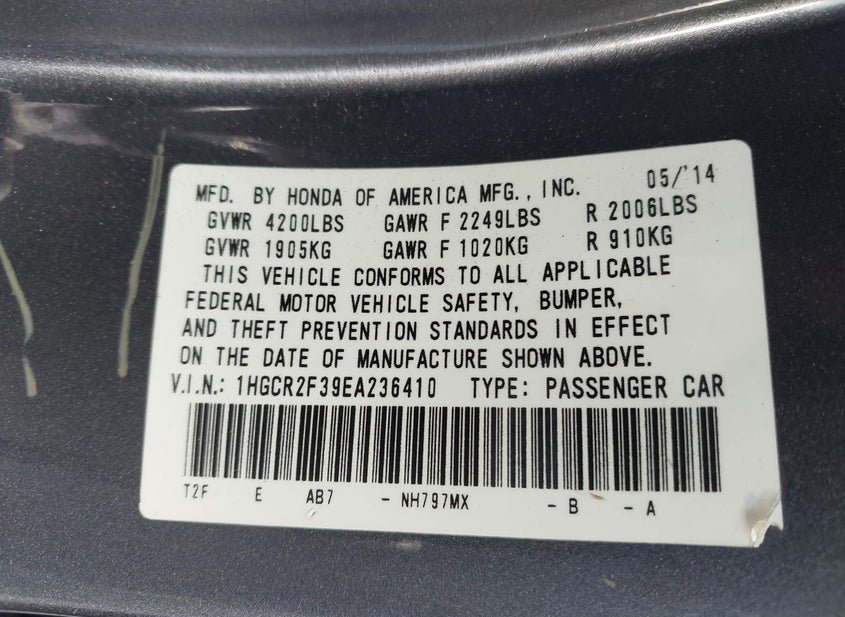 MFD. BY HONDA OF AMERICA MFG., INC. 05/'14
GVWR 4200LBS GAWR F 2249LBS R 2006LBS
GVWR 1905KG GAWR F 1020KG R 910KG
THIS VEHICLE CONFORMS TO ALL APPLICABLE
FEDERAL MOTOR VEHICLE SAFETY, BUMPER,
AND THEFT PREVENTION STANDARDS IN EFFECT
ON THE DATE OF MANUFACTURE SHOWN ABOVE.
V.I.N.: 1HGCR2F39EA236410 TYPE: PASSENGER CAR
T2F E AB7 - NH797MX - B - A